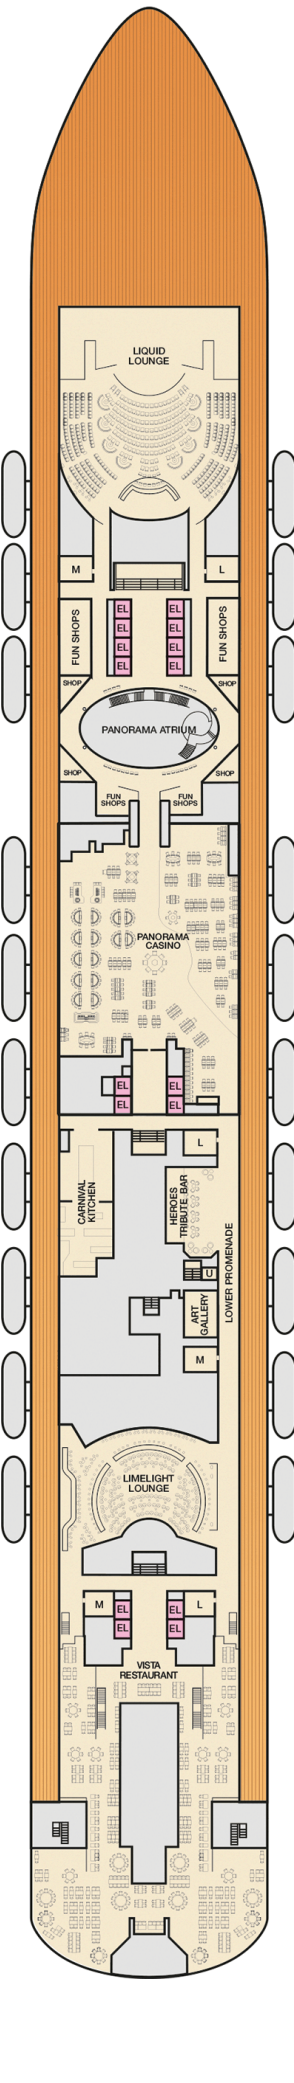 LIQUID
LOUNGE
M
L
EL
EL
EL
EL
EL
EL
EL
EL
FUN SHOPS
FUN SHOPS
SHOP
SHOP
PANORAMA ATRIUM
SHOP
SHOP
FUN
SHOPS
FUN
SHOPS
PANORAMA
CASINO
EL
EL
EL
EL
L
CARNIVAL
KITCHEN
HEROES
TRIBUTE BAR
U
ART
GALLERY
LOWER PROMENADE
M
LIMELIGHT
LOUNGE
M
EL
EL
L
EL
EL
VISTA
RESTAURANT